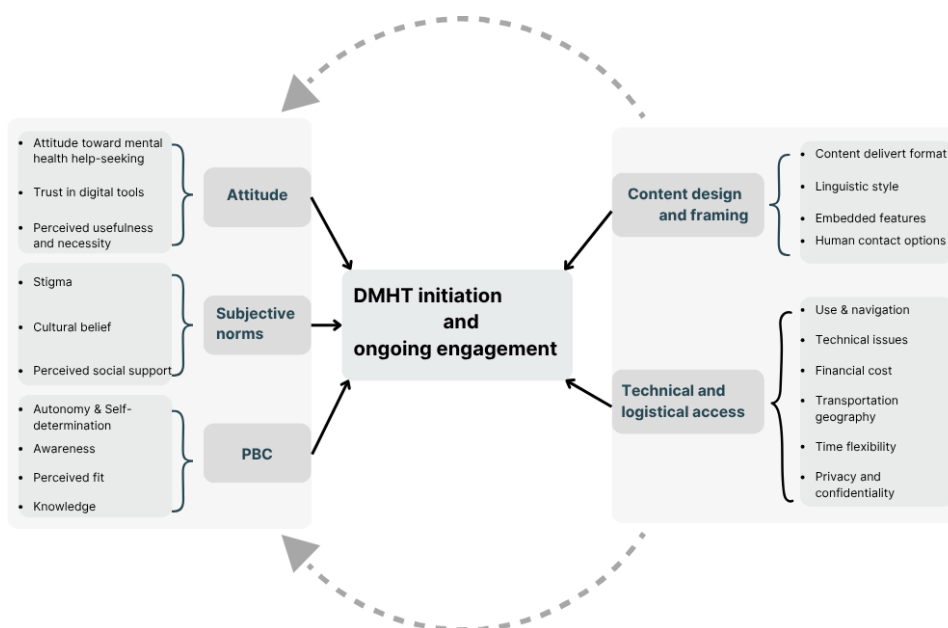 Attitude toward mental
health help-seeking
Trust in digital tools
Perceived usefulness
and necessity
Attitude
Stigma
Cultural belief
Perceived social support
Subjective
norms
Autonomy & Self-
determination
Awareness
Perceived fit
Knowledge
PBC
DMHT initiation
and
ongoing engagement
Content design
and framing
Content delivert format
Linguistic style
Embedded features
Human contact options
Technical and
logistical access
Use & navigation
Technical issues
Financial cost
Transportation
geography
Time flexibility
Privacy and
confidentiality